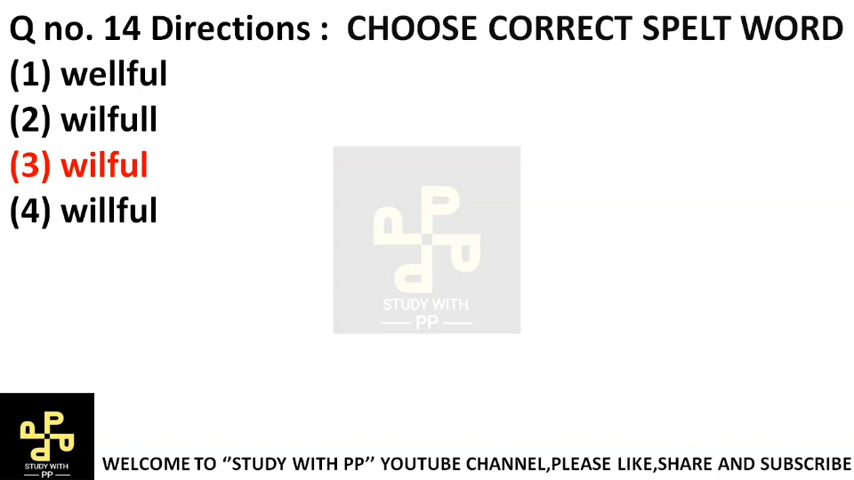 Q no. 14 Directions :  CHOOSE CORRECT SPELT WORD
(1) wellful
(2) wilfull
(3) wilful
(4) willful
P P P P
STUDY WITH
PP
P P P P
STUDY WITH
PP
WELCOME TO ‘’STUDY WITH PP’’ YOUTUBE CHANNEL,PLEASE LIKE,SHARE AND SUBSCRIBE